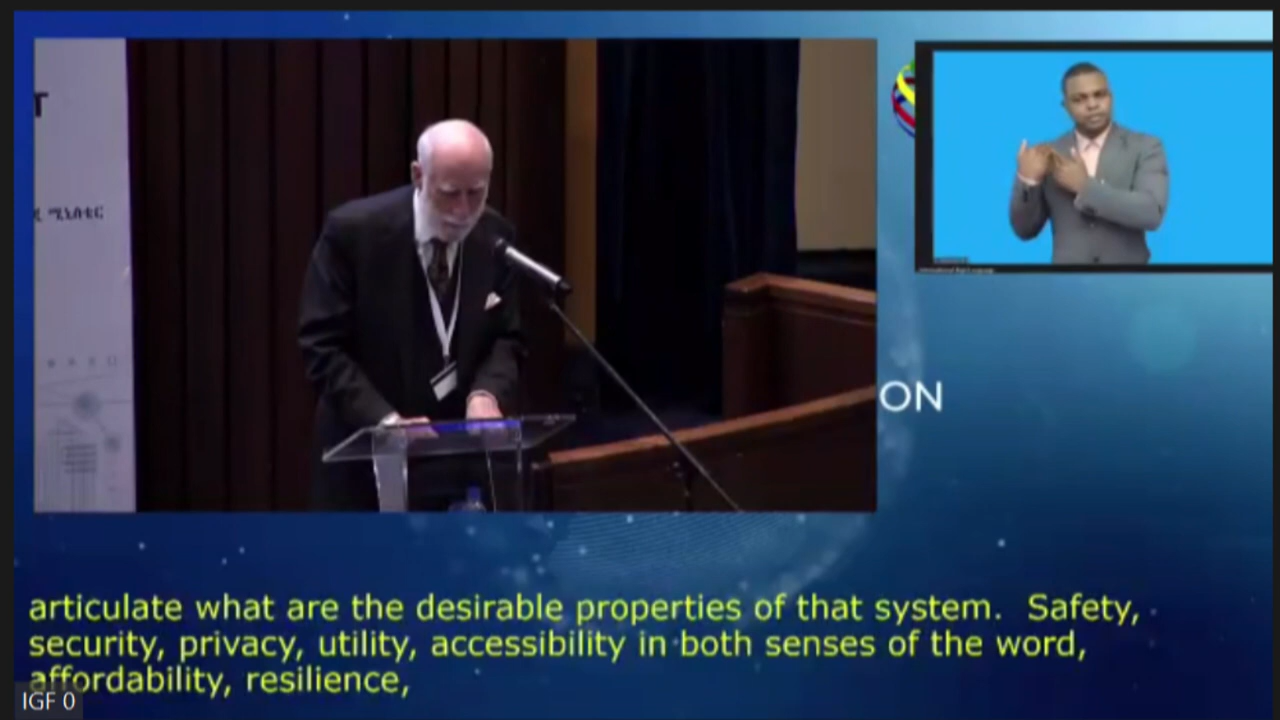 T
ሚኒስቴር
ON
articulate what are the desirable properties of that system.  Safety,
security, privacy, utility, accessibility in both senses of the word,
affordability, resilience,
IGF 0